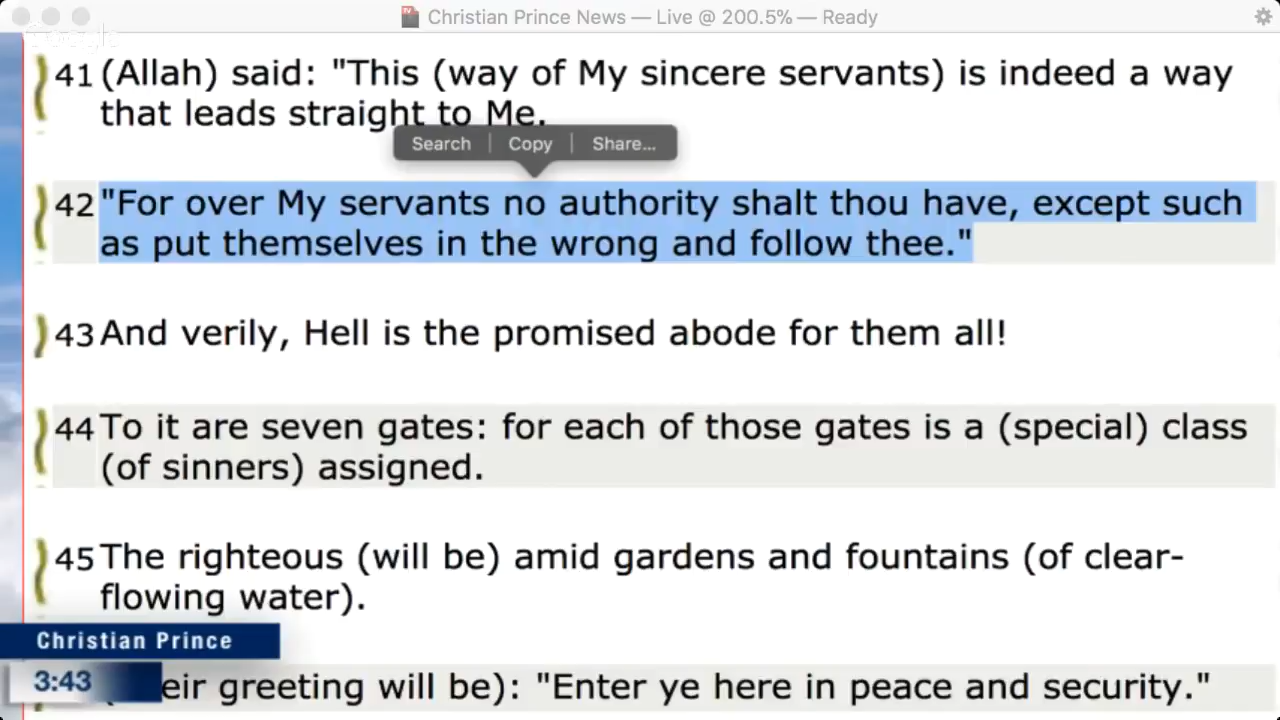 Christian Prince News — Live @ 200.5% — Ready
Google
41 (Allah) said: "This (way of My sincere servants) is indeed a way
that leads straight to Me.
Search Copy Share...
42 "For over My servants no authority shalt thou have, except such
as put themselves in the wrong and follow thee."
43 And verily, Hell is the promised abode for them all!
44 To it are seven gates: for each of those gates is a (special) class
(of sinners) assigned.
45 The righteous (will be) amid gardens and fountains (of clear-
flowing water).
Christian Prince
3:43
eir greeting will be): "Enter ye here in peace and security."